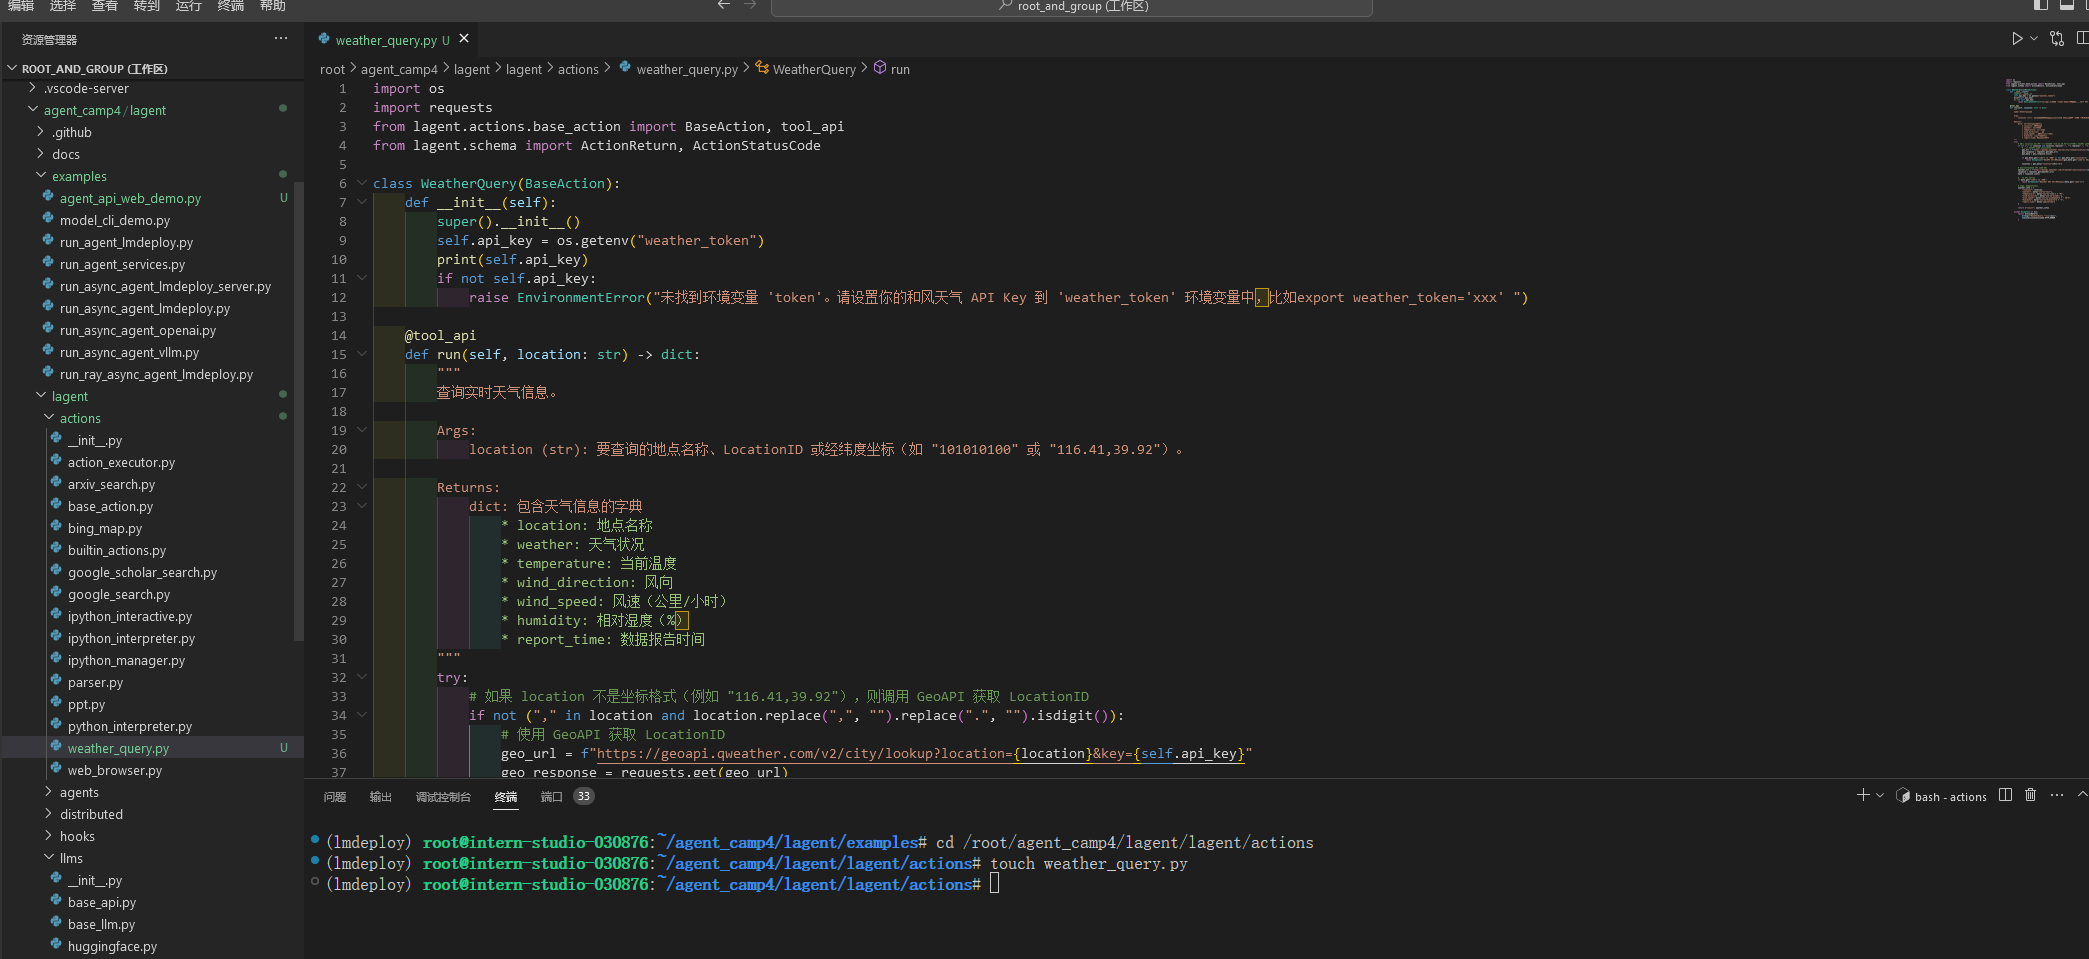 编辑 选择 查看 转到 运行 终端 帮助
root_and_group (工作区)
资源管理器
ROOT_AND_GROUP (工作区)
.vscode-server
agent_camp4 / lagent
.github
docs
examples
agent_api_web_demo.py U
model_cli_demo.py
run_agent_lmdeploy.py
run_agent_services.py
run_async_agent_lmdeploy_server.py
run_async_agent_lmdeploy.py
run_async_agent_openai.py
run_async_agent_vllm.py
run_ray_async_agent_lmdeploy.py
lagent
actions
__init__.py
action_executor.py
arxiv_search.py
base_action.py
bing_map.py
builtin_actions.py
google_scholar_search.py
google_search.py
ipython_interactive.py
ipython_interpreter.py
ipython_manager.py
parser.py
ppt.py
python_interpreter.py
weather_query.py U
web_browser.py
agents
distributed
hooks
llms
__init__.py
base_api.py
base_llm.py
huggingface.py
weather_query.py U
root > agent_camp4 > lagent > lagent > actions > weather_query.py > WeatherQuery > run
1 import os
2 import requests
3 from lagent.actions.base_action import BaseAction, tool_api
4 from lagent.schema import ActionReturn, ActionStatusCode
5
6 class WeatherQuery(BaseAction):
7 def __init__(self):
8 super().__init__()
9 self.api_key = os.getenv("weather_token")
10 print(self.api_key)
11 if not self.api_key:
12 raise EnvironmentError("未找到环境变量 'token'。请设置你的和风天气 API Key 到 'weather_token' 环境变量中，比如export weather_token='xxx' ")
13
14 @tool_api
15 def run(self, location: str) -> dict:
16 """
17 查询实时天气信息。
18
19 Args:
20 location (str): 要查询的地点名称、LocationID 或经纬度坐标（如 "101010100" 或 "116.41,39.92"）。
21
22 Returns:
23 dict: 包含天气信息的字典
24 * location: 地点名称
25 * weather: 天气状况
26 * temperature: 当前温度
27 * wind_direction: 风向
28 * wind_speed: 风速（公里/小时）
29 * humidity: 相对湿度（%）
30 * report_time: 数据报告时间
31 """
32 try:
33 # 如果 location 不是坐标格式（例如 "116.41,39.92"），则调用 GeoAPI 获取 LocationID
34 if not ("," in location and location.replace(",", "").replace(".", "").isdigit()):
35 # 使用 GeoAPI 获取 LocationID
36 geo_url = f"https://geoapi.qweather.com/v2/city/lookup?location={location}&key={self.api_key}"
37 geo_response = requests.get(geo_url)
问题 输出 调试控制台 终端 端口 33
bash - actions
(lmdeploy) root@intern-studio-030876:~/agent_camp4/lagent/examples# cd /root/agent_camp4/lagent/lagent/actions
(lmdeploy) root@intern-studio-030876:~/agent_camp4/lagent/lagent/actions# touch weather_query.py
(lmdeploy) root@intern-studio-030876:~/agent_camp4/lagent/lagent/actions#